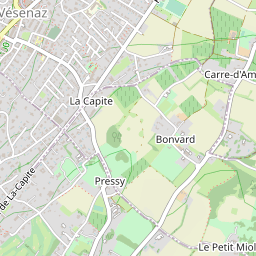 Vésenaz
Carre-d'Am
La Capite
Bonvard
de La-Capite
Pressy
Le Petit Miol